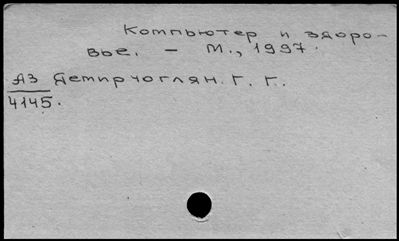 Компьютер и здоро-
вье. - М., 1997.
А3 Демирчоглян. Г. Г..
4145.